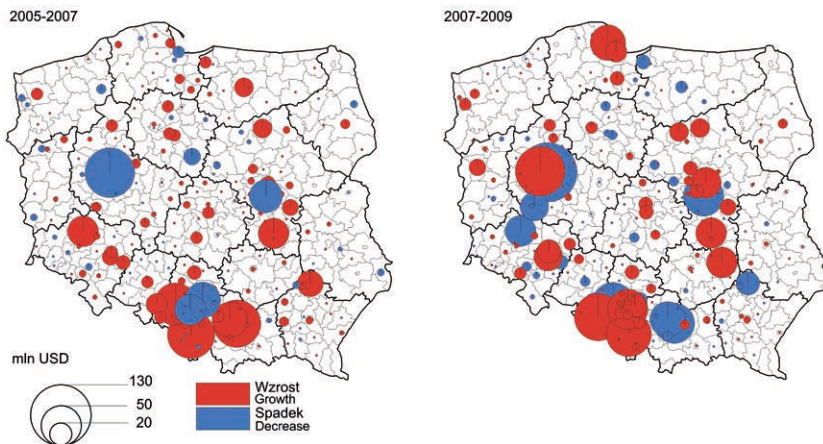 2005-2007
2007-2009
mln USD
130
50
20
Wzrost
Growth
Spadek
Decrease